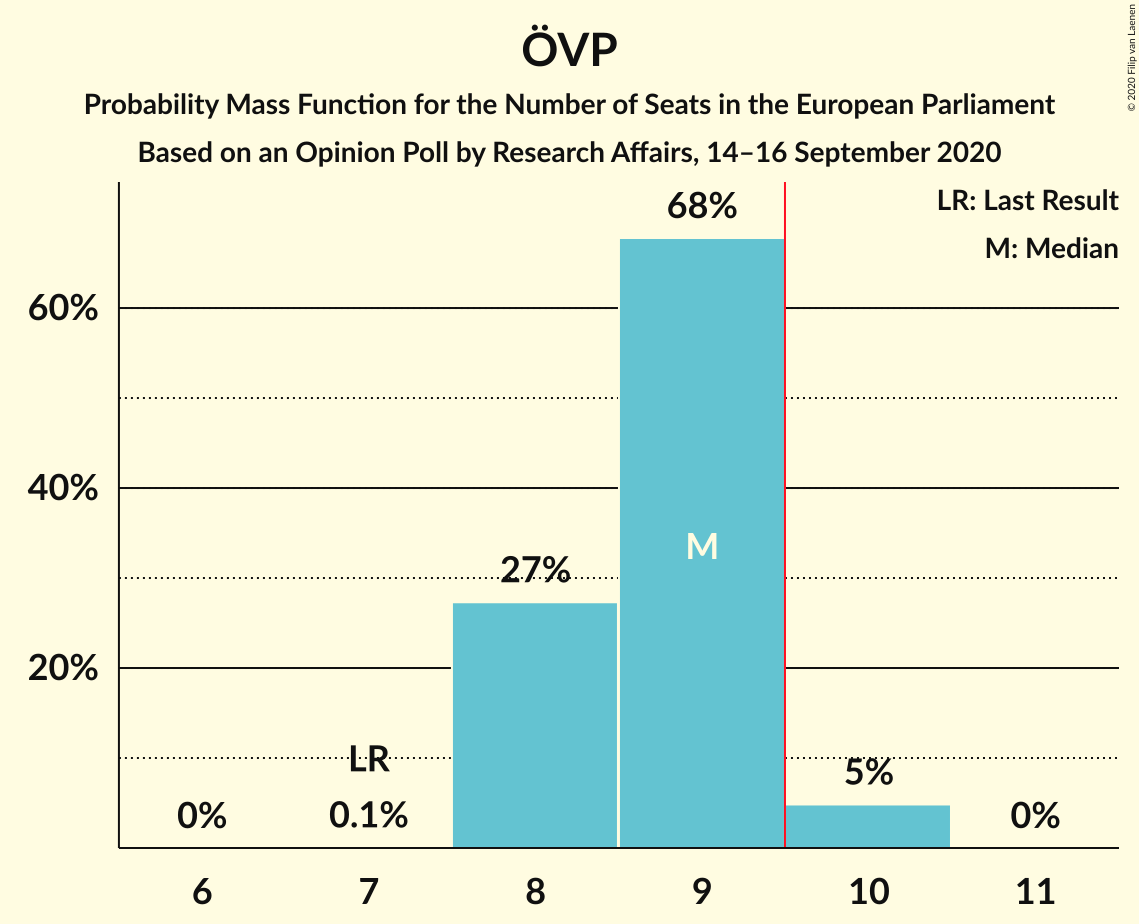 ÖVP
Probability Mass Function for the Number of Seats in the European Parliament
Based on an Opinion Poll by Research Affairs, 14–16 September 2020
© 2020 Filip van Laenen
LR: Last Result
M: Median
68%
60%
40%
M
27%
20%
LR
5%
0%
0.1%
0%
6
7
8
9
10
11